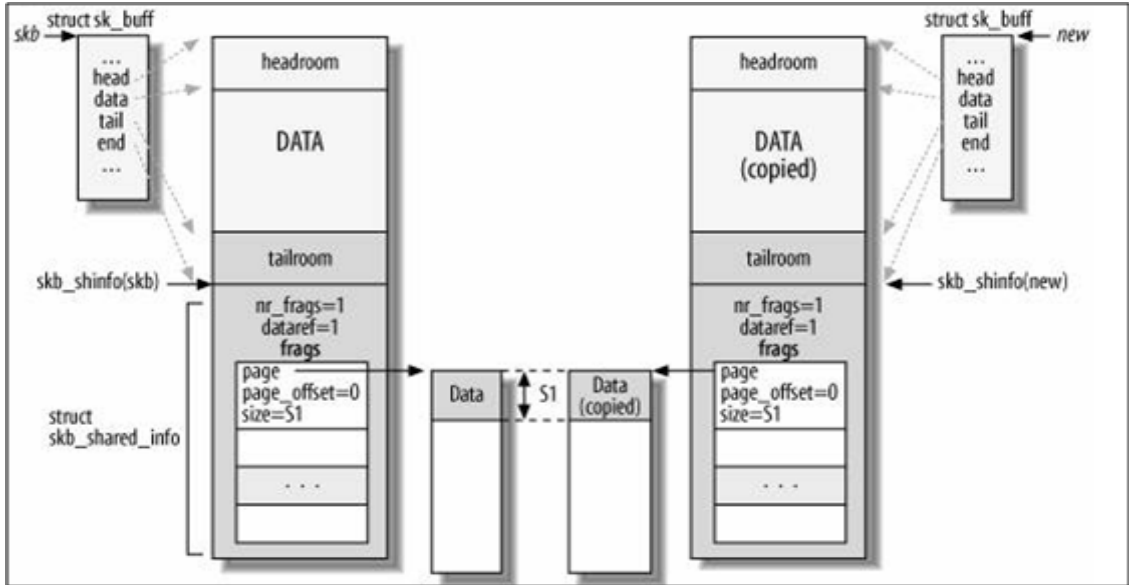 struct sk_buff
skb
...
head
data
tail
end
...
headroom
DATA
tailroom
skb_shinfo(skb)
nr_frags=1
dataref=1
frags
page
page_offset=0
size=S1
. . .
struct
skb_shared_info
Data
S1
Data
(copied)
struct sk_buff
new
...
head
data
tail
end
...
headroom
DATA
(copied)
tailroom
skb_shinfo(new)
nr_frags=1
dataref=1
frags
page
page_offset=0
size=S1
. . .